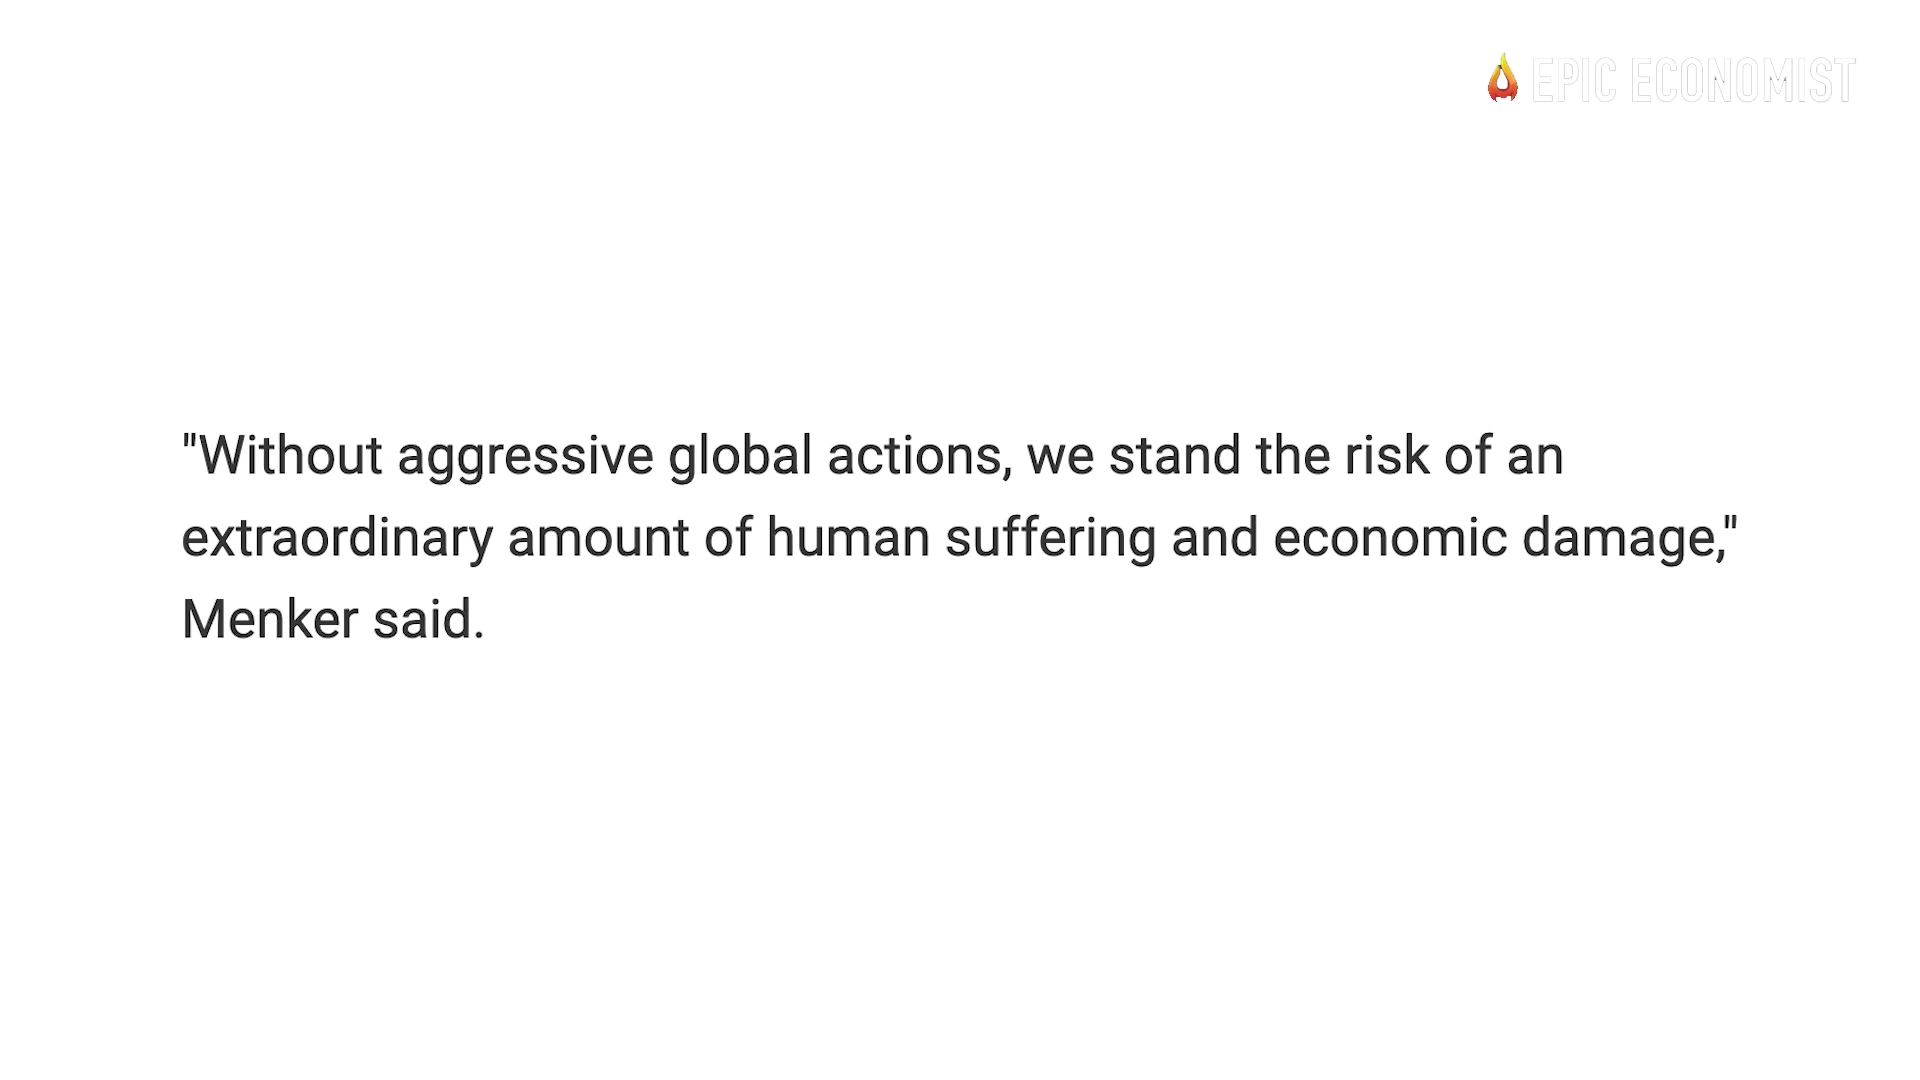 EPIC ECONOMIST
"Without aggressive global actions, we stand the risk of an
extraordinary amount of human suffering and economic damage,"
Menker said.